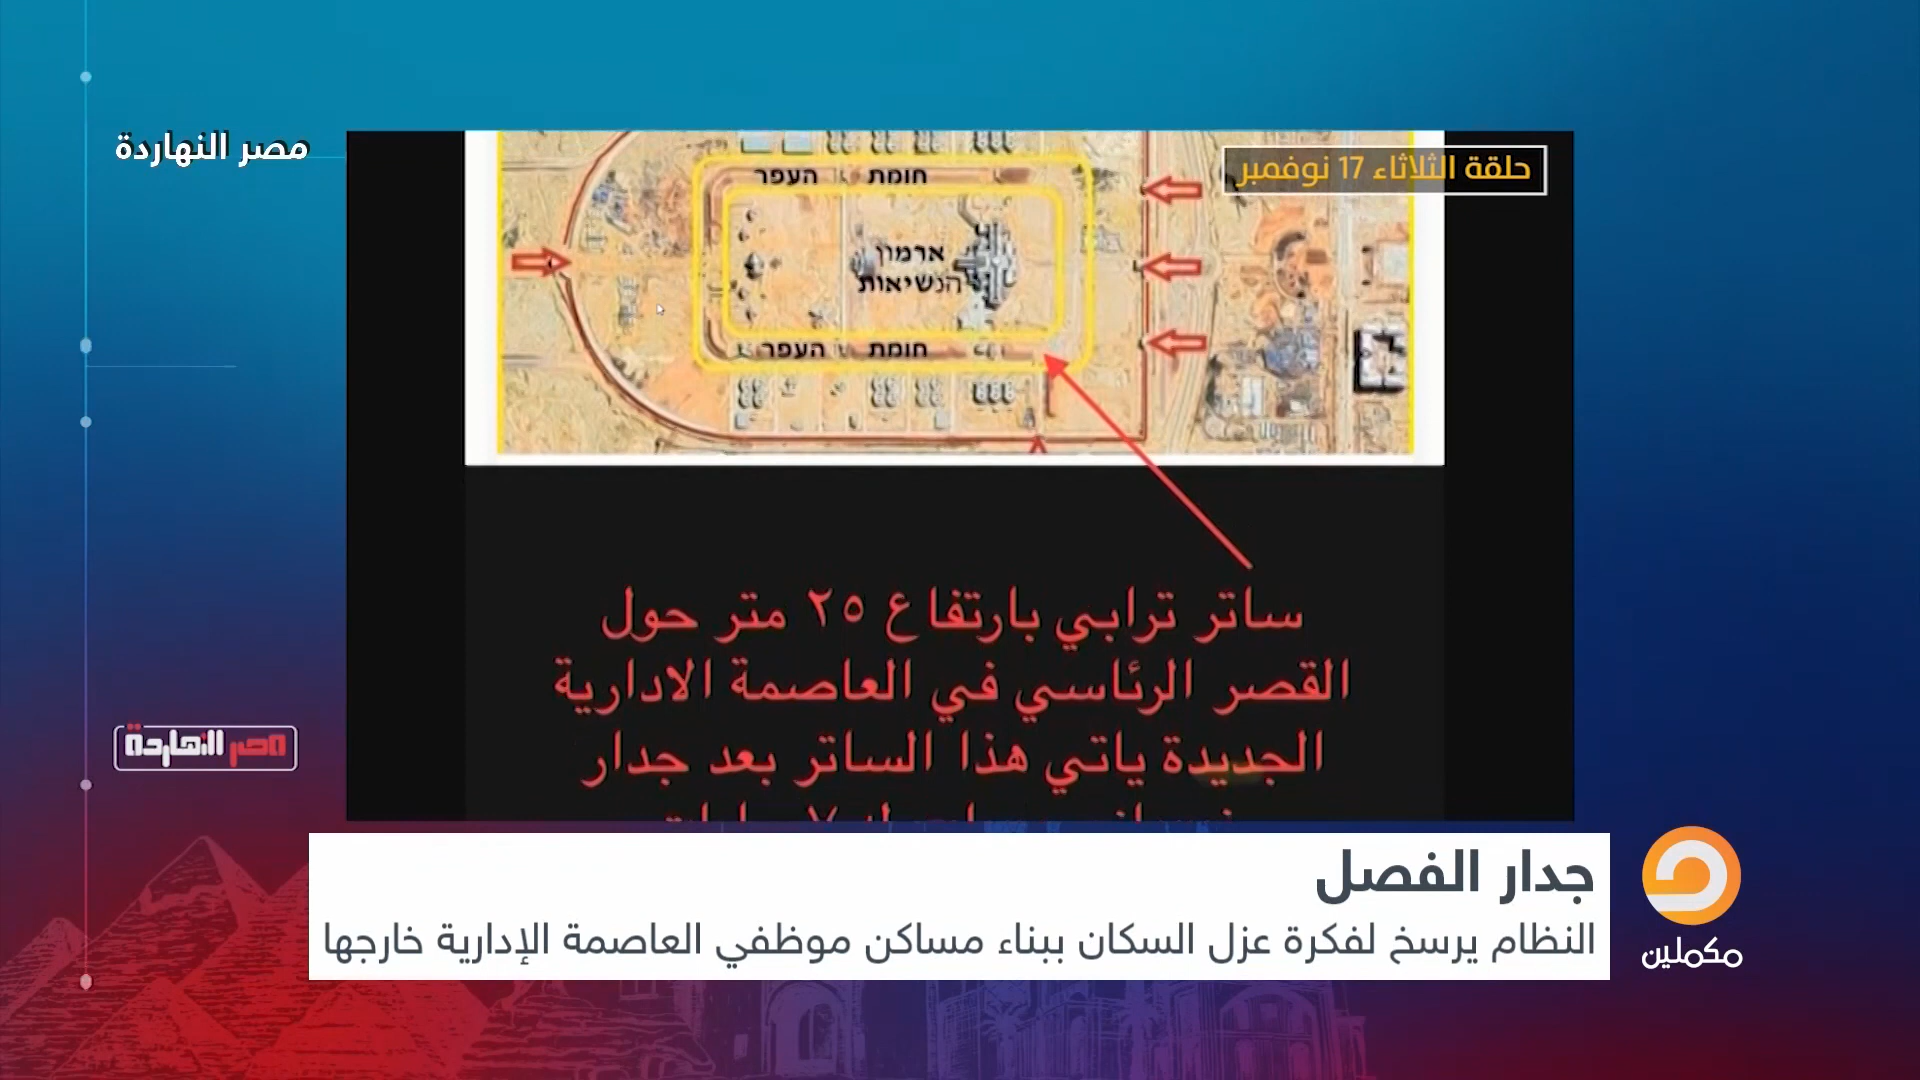 مصر النهاردة
حلقة الثلاثاء 17 نوفمبر
חומת העפר
ארמון
הנשיאות
חומת העפר
ساتر ترابي بارتفاع ٢٥ متر حول
القصر الرئاسي في العاصمة الادارية
الجديدة ياتي هذا الساتر بعد جدار
مصر النهاردة
جدار الفصل
النظام يرسخ لفكرة عزل السكان ببناء مساكن موظفي العاصمة الإدارية خارجها
مكملين